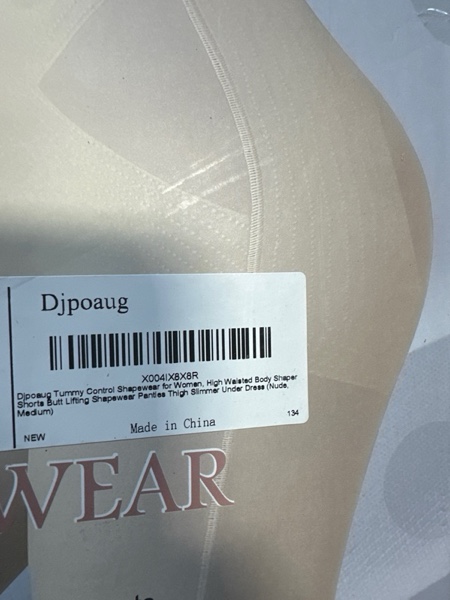 Djpoaug
X004IX8X8R
Djpoaug Tummy Control Shapewear for Women, High Waisted Body Shaper
Shorts Butt Lifting Shapewear Panties Thigh Slimmer Under Dress (Nude,
Medium)
134
NEW
Made in China
WEAR